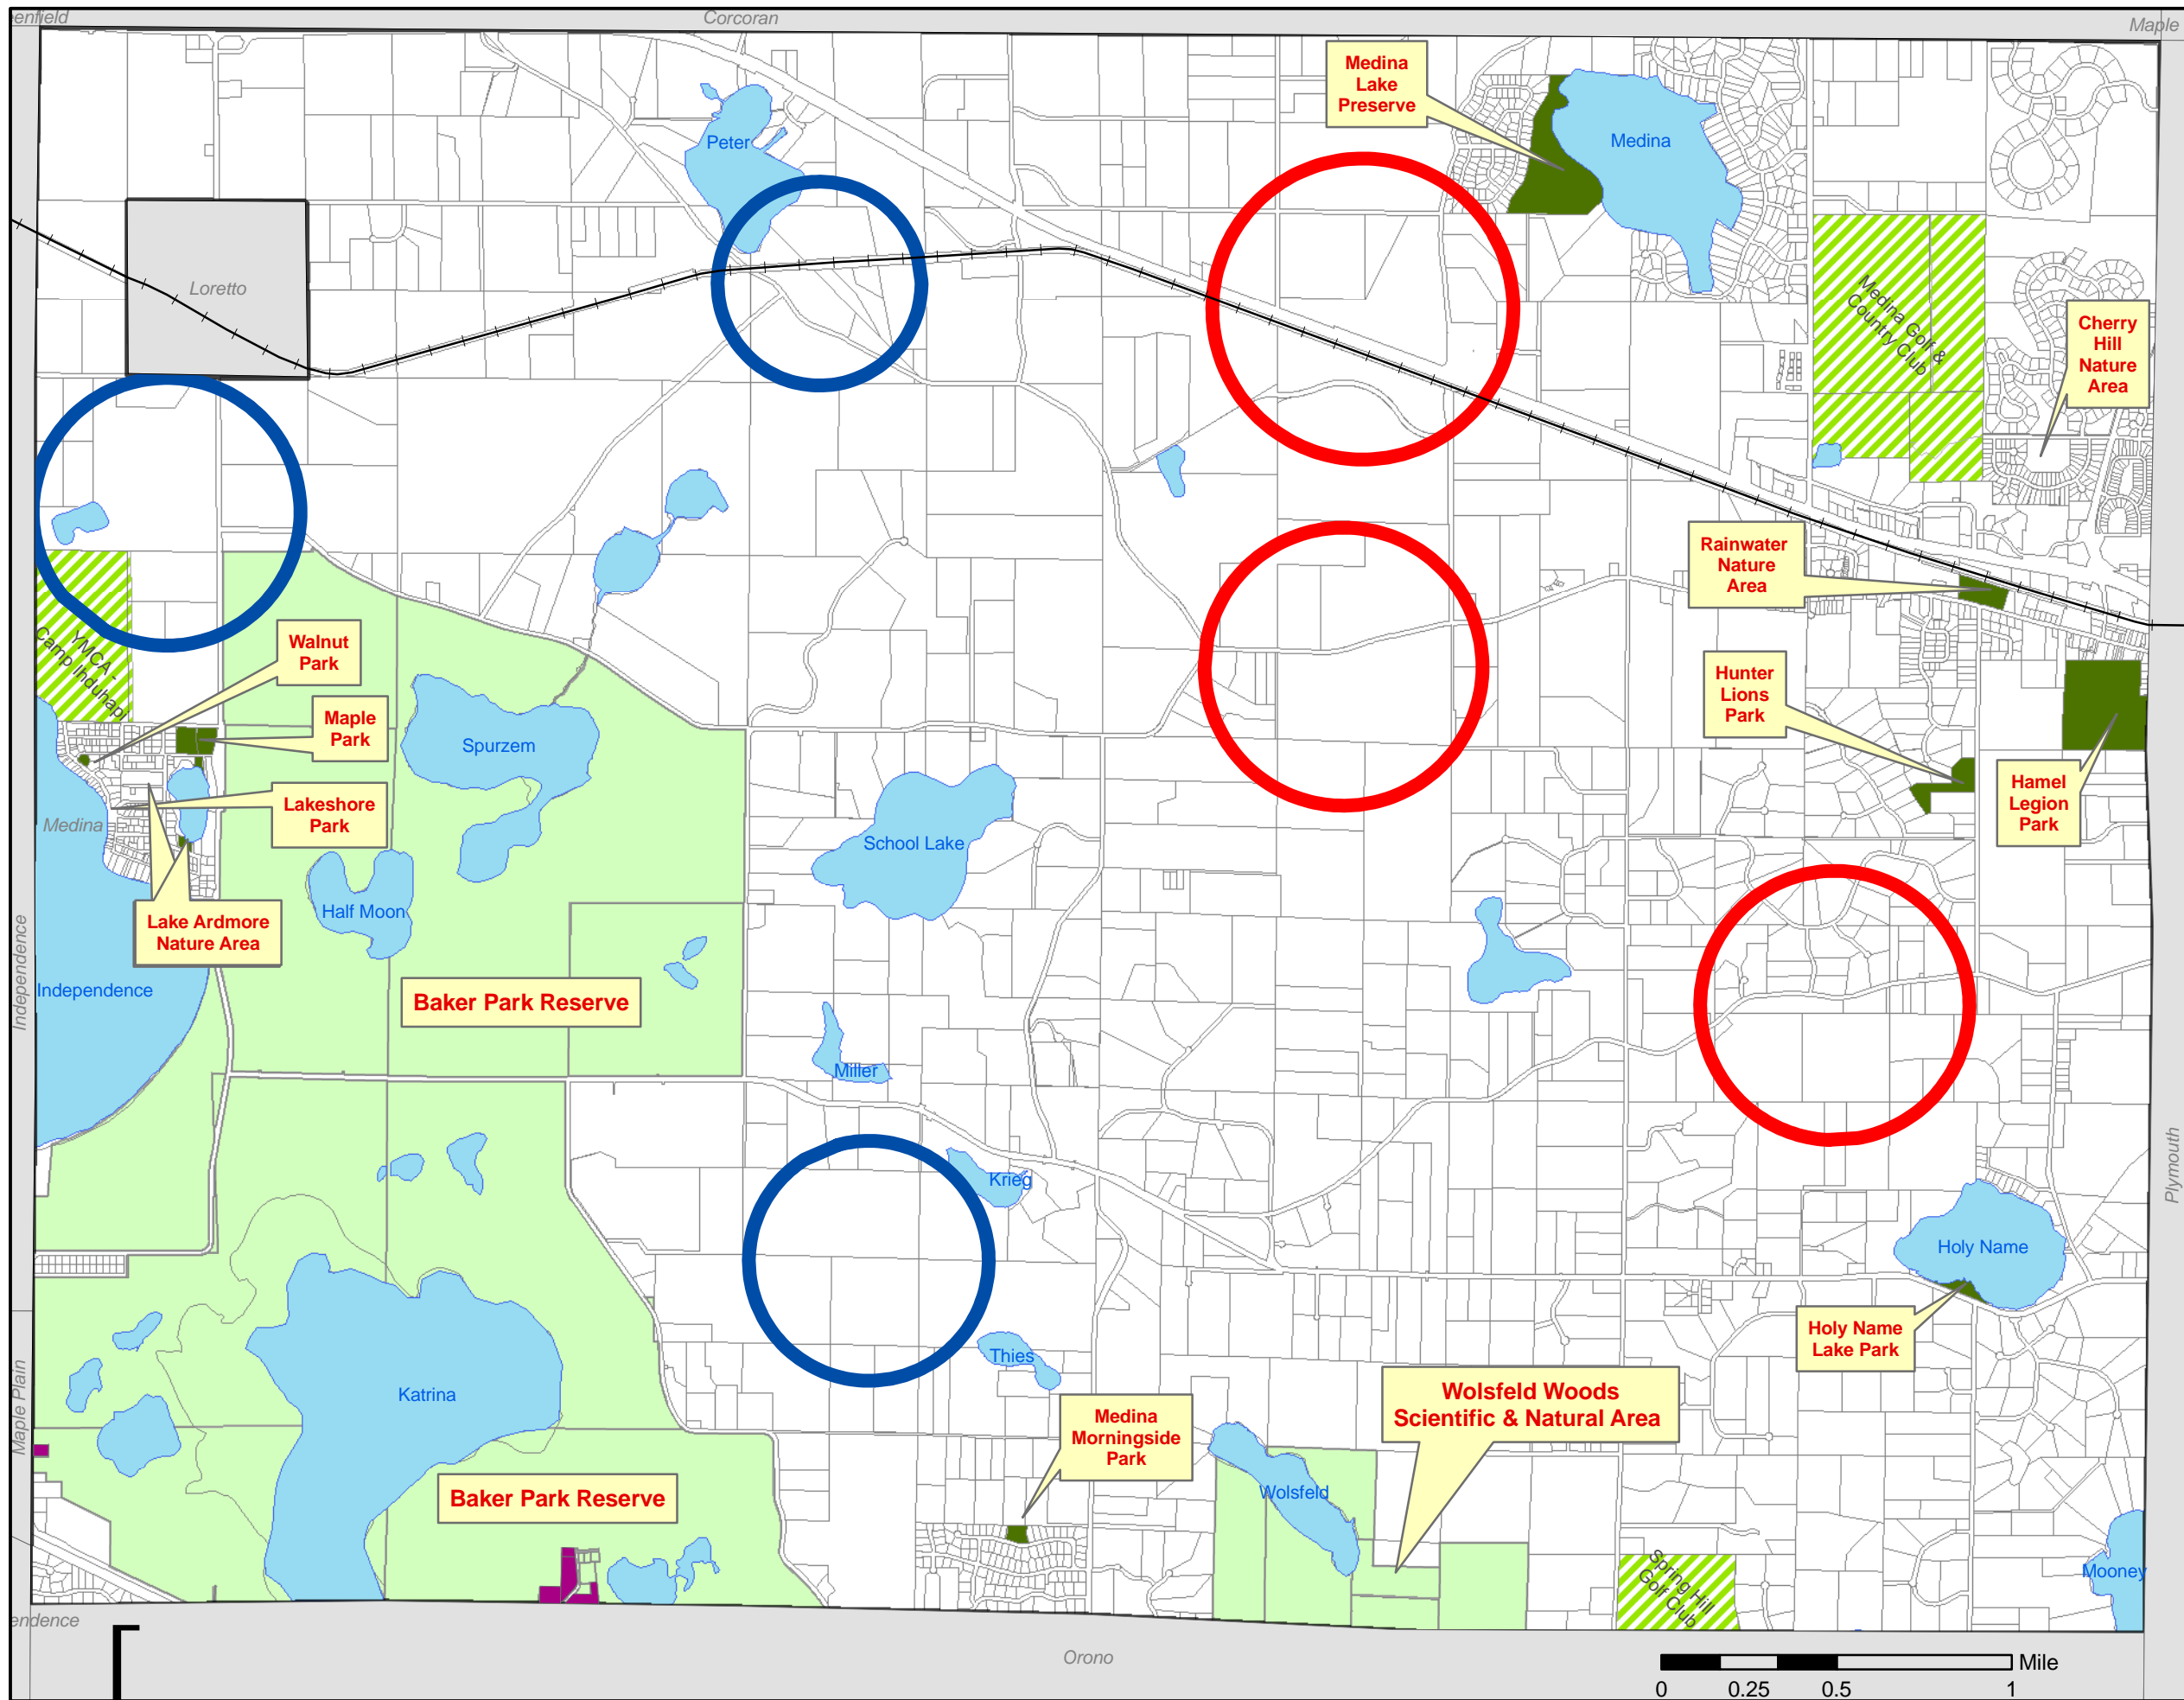 enfield
Corcoran
Maple
Medina
Lake
Preserve
Peter
Medina
Loretto
Medina Golf &
Country Club
Cherry
Hill
Nature
Area
Rainwater
Nature
Area
YMCA -
Camp Induhapi
Walnut
Park
Maple
Park
Hunter
Lions
Park
Spurzem
Lakeshore
Park
Hamel
Legion
Park
Medina
School Lake
Half Moon
Lake Ardmore
Nature Area
Independence
Independence
Baker Park Reserve
Miller
Krieg
Plymouth
Holy Name
Holy Name
Lake Park
Thies
Maple Plain
Katrina
Wolsfeld Woods
Scientific & Natural Area
Medina
Morningside
Park
Baker Park Reserve
Wolsfeld
Spring Hill
Golf Club
Mooney
endence
Orono
Mile
0 0.25 0.5 1